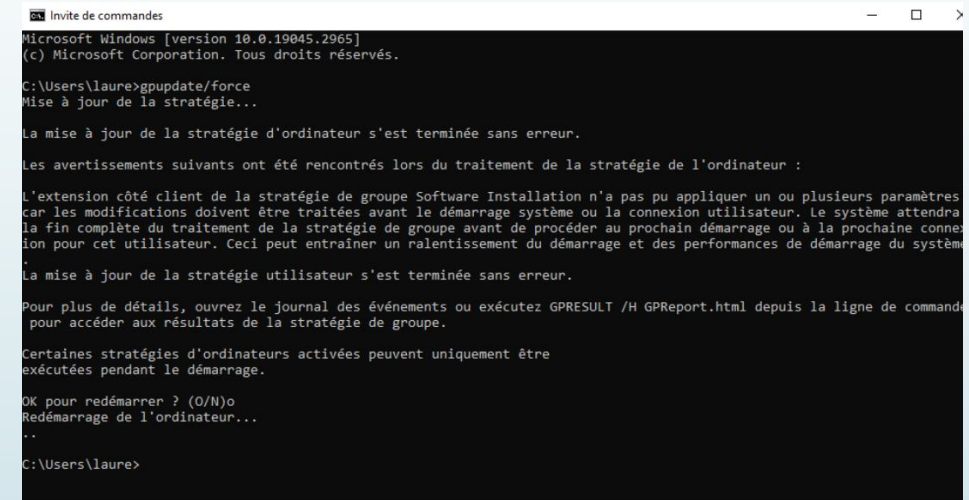 Invite de commandes
Microsoft Windows [version 10.0.19045.2965]
(c) Microsoft Corporation. Tous droits réservés.
C:\Users\laure>gpupdate/force
Mise à jour de la stratégie...
La mise à jour de la stratégie d'ordinateur s'est terminée sans erreur.
Les avertissements suivants ont été rencontrés lors du traitement de la stratégie de l'ordinateur :
L'extension côté client de la stratégie de groupe Software Installation n'a pas pu appliquer un ou plusieurs paramètres
car les modifications doivent être traitées avant le démarrage système ou la connexion utilisateur. Le système attendra
la fin complète du traitement de la stratégie de groupe avant de procéder au prochain démarrage ou à la prochaine connex
ion pour cet utilisateur. Ceci peut entraîner un ralentissement du démarrage et des performances de démarrage du système
.
La mise à jour de la stratégie utilisateur s'est terminée sans erreur.
Pour plus de détails, ouvrez le journal des événements ou exécutez GPRESULT /H GPReport.html depuis la ligne de commande
pour accéder aux résultats de la stratégie de groupe.
Certaines stratégies d'ordinateurs activées peuvent uniquement être
exécutées pendant le démarrage.
OK pour redémarrer ? (O/N)o
Redémarrage de l'ordinateur...
..
C:\Users\laure>